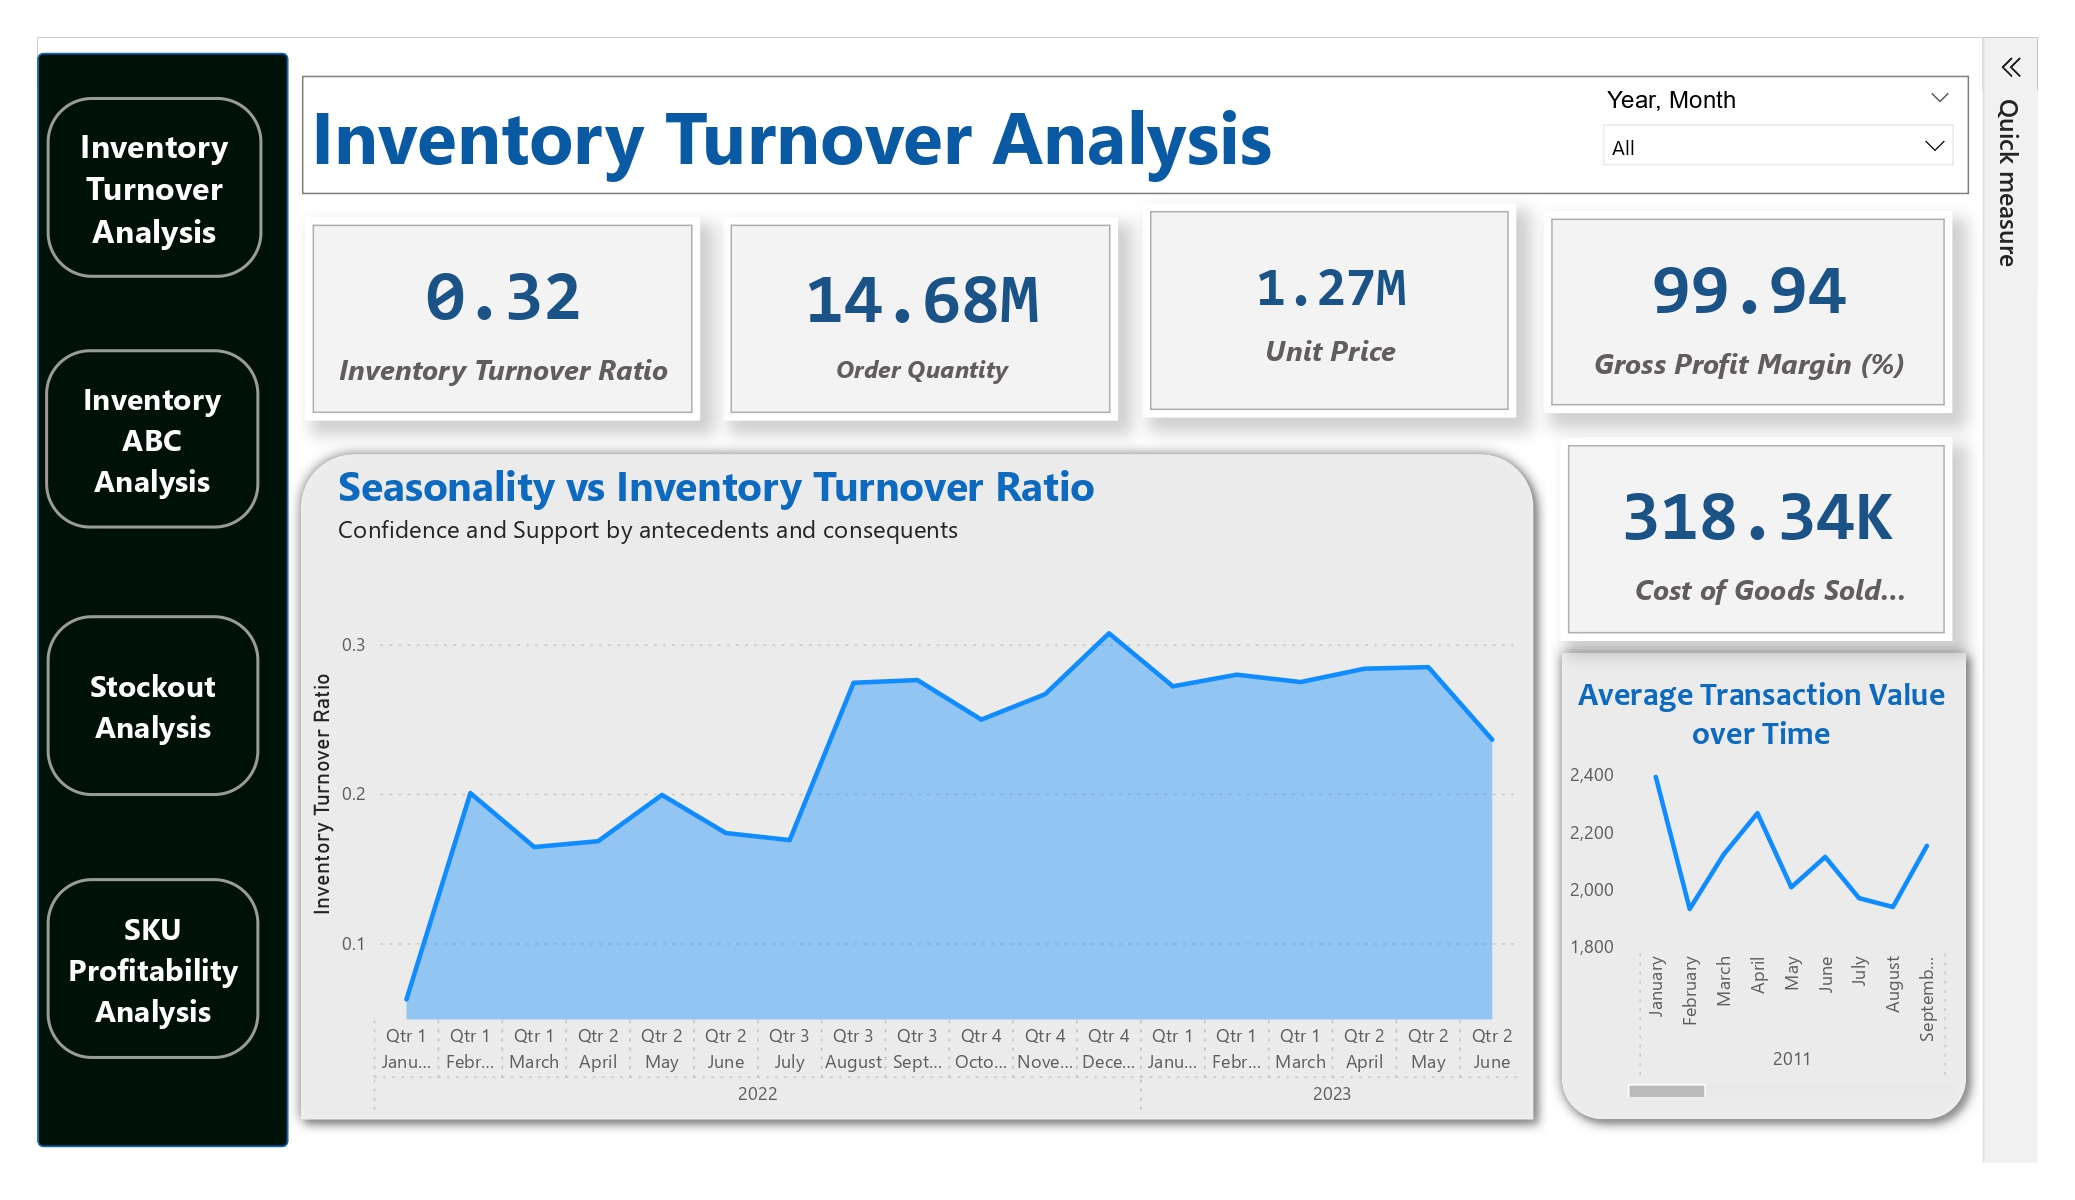 Inventory
Turnover
Analysis
Inventory
ABC
Analysis
Stockout
Analysis
SKU
Profitability
Analysis
Inventory Turnover Analysis
Year, Month
All
0.32
Inventory Turnover Ratio
14.68M
Order Quantity
1.27M
Unit Price
99.94
Gross Profit Margin (%)
318.34K
Cost of Goods Sold...
Seasonality vs Inventory Turnover Ratio
Confidence and Support by antecedents and consequents
Inventory Turnover Ratio
0.3
0.2
0.1
Qtr 1 Qtr 1 Qtr 1 Qtr 2 Qtr 2 Qtr 2 Qtr 3 Qtr 3 Qtr 3 Qtr 4 Qtr 4 Qtr 4 Qtr 1 Qtr 1 Qtr 1 Qtr 2 Qtr 2 Qtr 2
Janu... Febr... March April May June July August Sept... Octo... Nove... Dece... Janu... Febr... March April May June
2022 2023
Average Transaction Value
over Time
2,400
2,200
2,000
1,800
January
February
March
April
May
June
July
August
Septemb...
2011
Quick measure